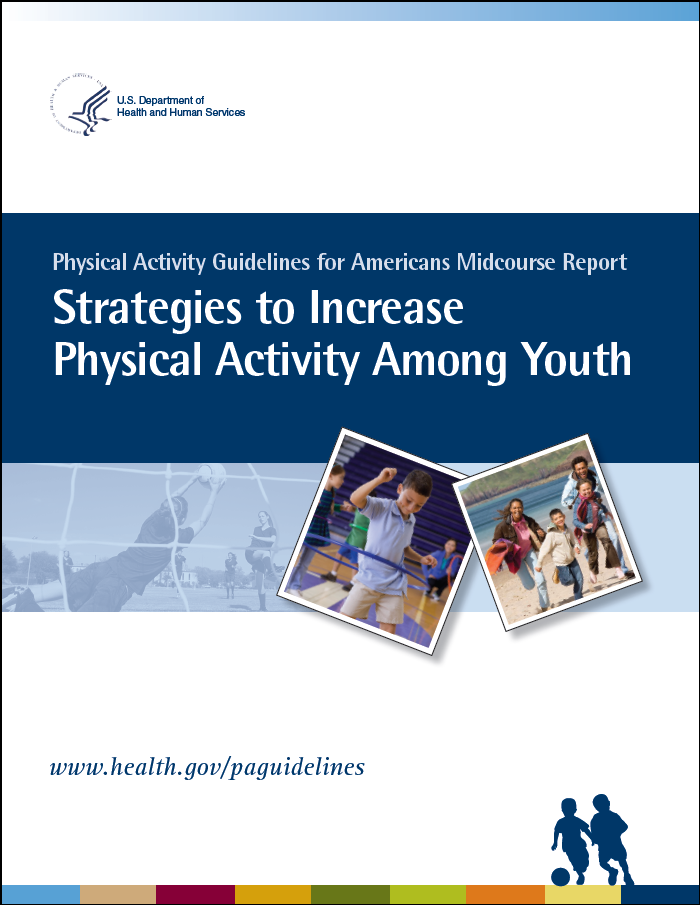 U.S. Department of
Health and Human Services
Physical Activity Guidelines for Americans Midcourse Report
Strategies to Increase
Physical Activity Among Youth
www.health.gov/paguidelines